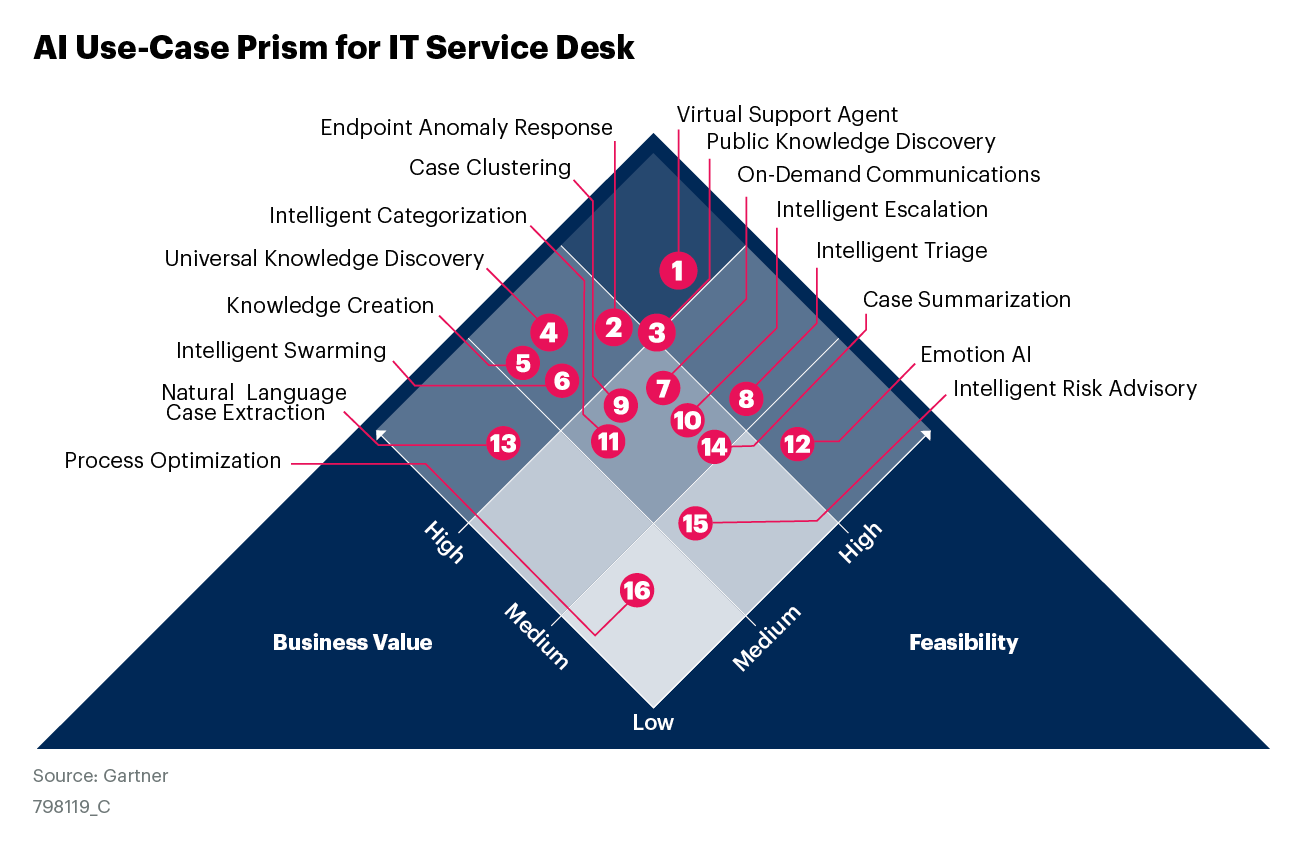 AI Use-Case Prism for IT Service Desk
Virtual Support Agent
Endpoint Anomaly Response
Public Knowledge Discovery
Case Clustering
On-Demand Communications
Intelligent Categorization
Intelligent Escalation
Universal Knowledge Discovery
Intelligent Triage
Knowledge Creation
Case Summarization
Intelligent Swarming
Emotion AI
Natural Language
Case Extraction
Intelligent Risk Advisory
Process Optimization
1
2
3
4
5
6
7
8
9
10
11
12
13
14
15
16
High
High
Medium
Medium
Business Value
Feasibility
Low
Source: Gartner
798119_C